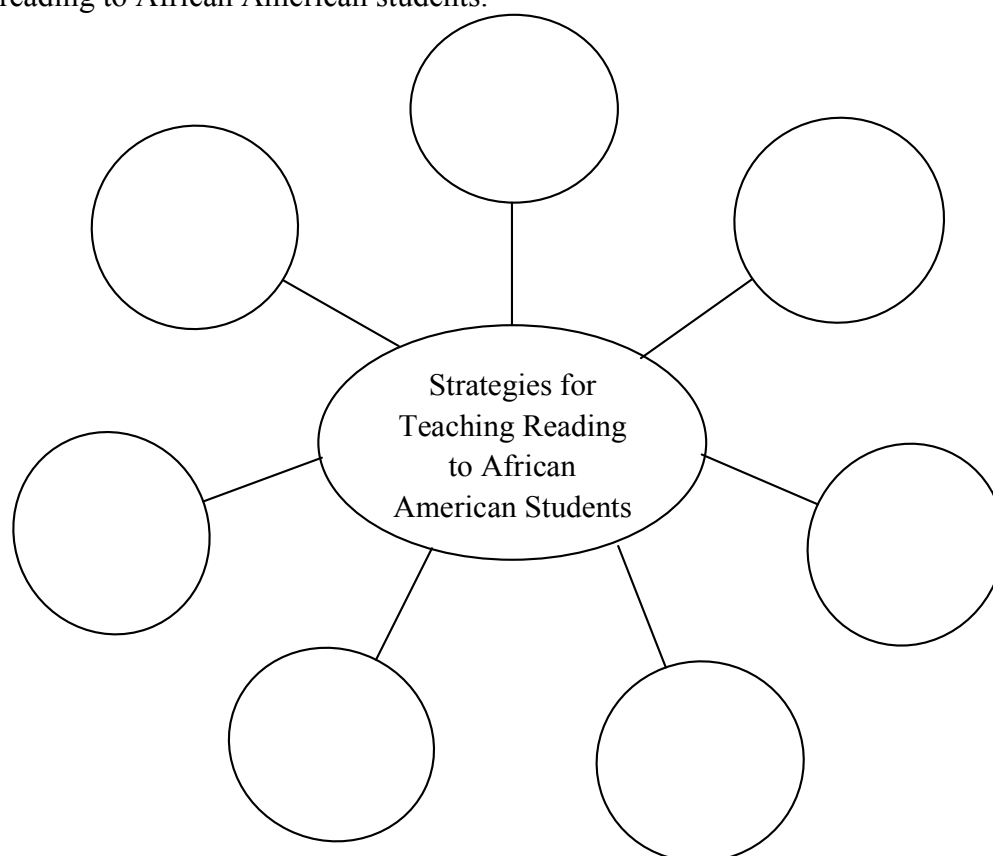 reading to African American students.
Strategies for
Teaching Reading
to African
American Students